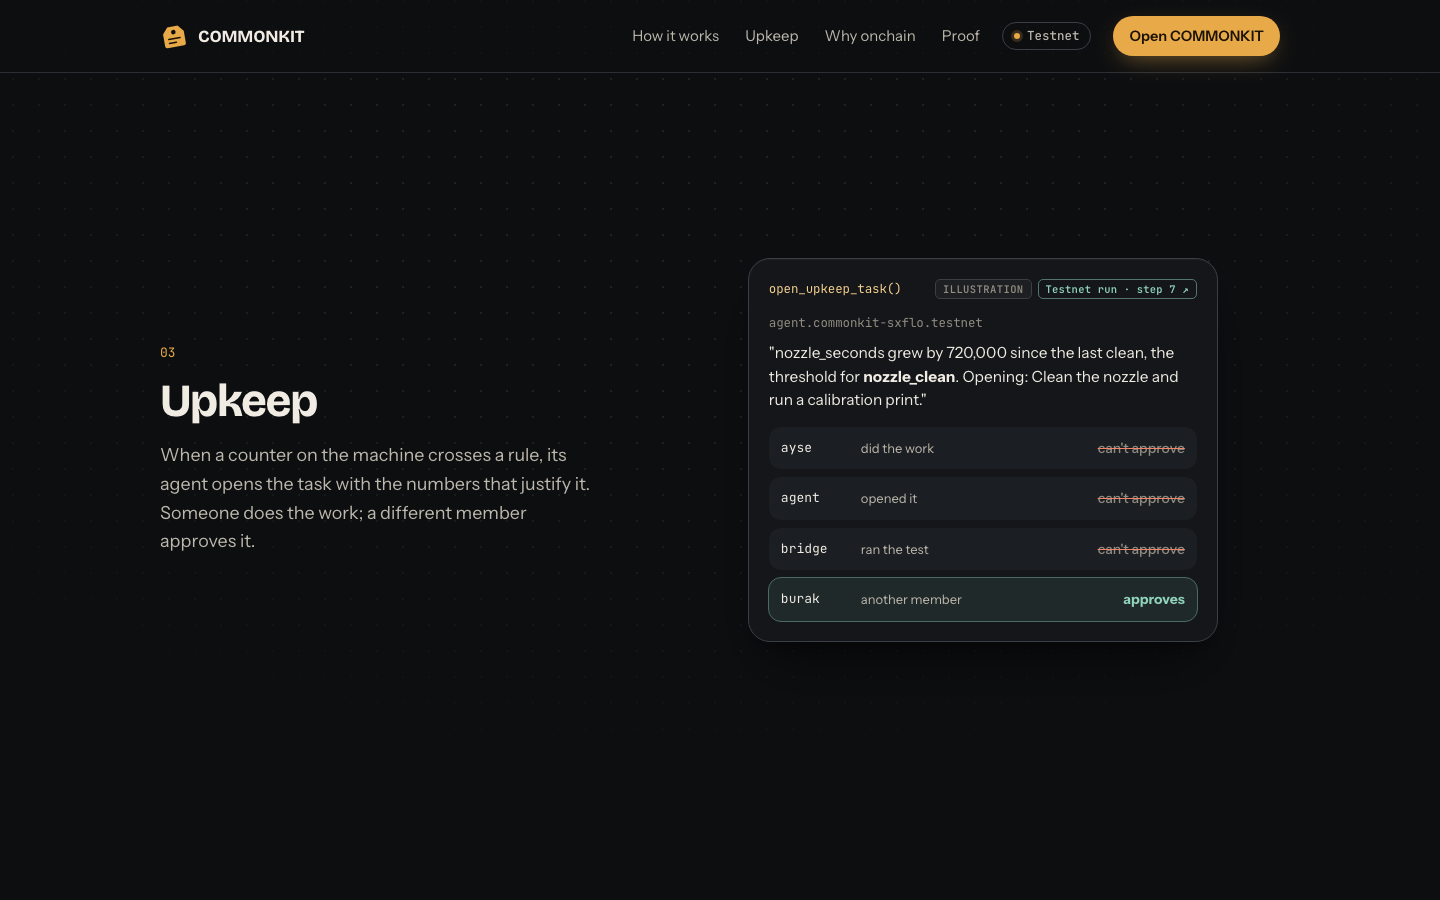 COMMONKIT
How it works
Upkeep
Why onchain
Proof
Testnet
Open COMMONKIT
03
Upkeep
When a counter on the machine crosses a rule, its
agent opens the task with the numbers that justify it.
Someone does the work; a different member
approves it.
open_upkeep_task()
ILLUSTRATION
Testnet run · step 7 ↗
agent.commonkit-sxflo.testnet
"nozzle_seconds grew by 720,000 since the last clean, the
threshold for nozzle_clean. Opening: Clean the nozzle and
run a calibration print."
ayse did the work can't approve
agent opened it can't approve
bridge ran the test can't approve
burak another member approves